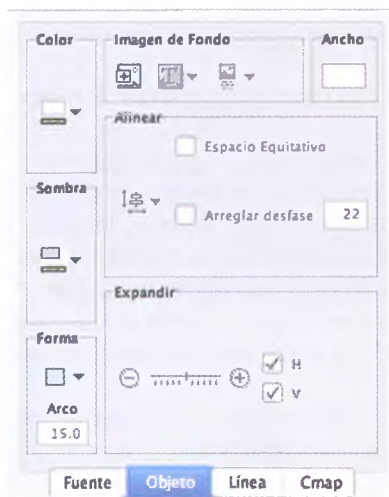 Color
Imagen de Fondo
Ancho
Alinear
Espacio Equitativo
Sombra
Arreglar desfase 22
Expandir
Forma
H
V
Arco
15.0
Fuente Objeto Línea Cmap